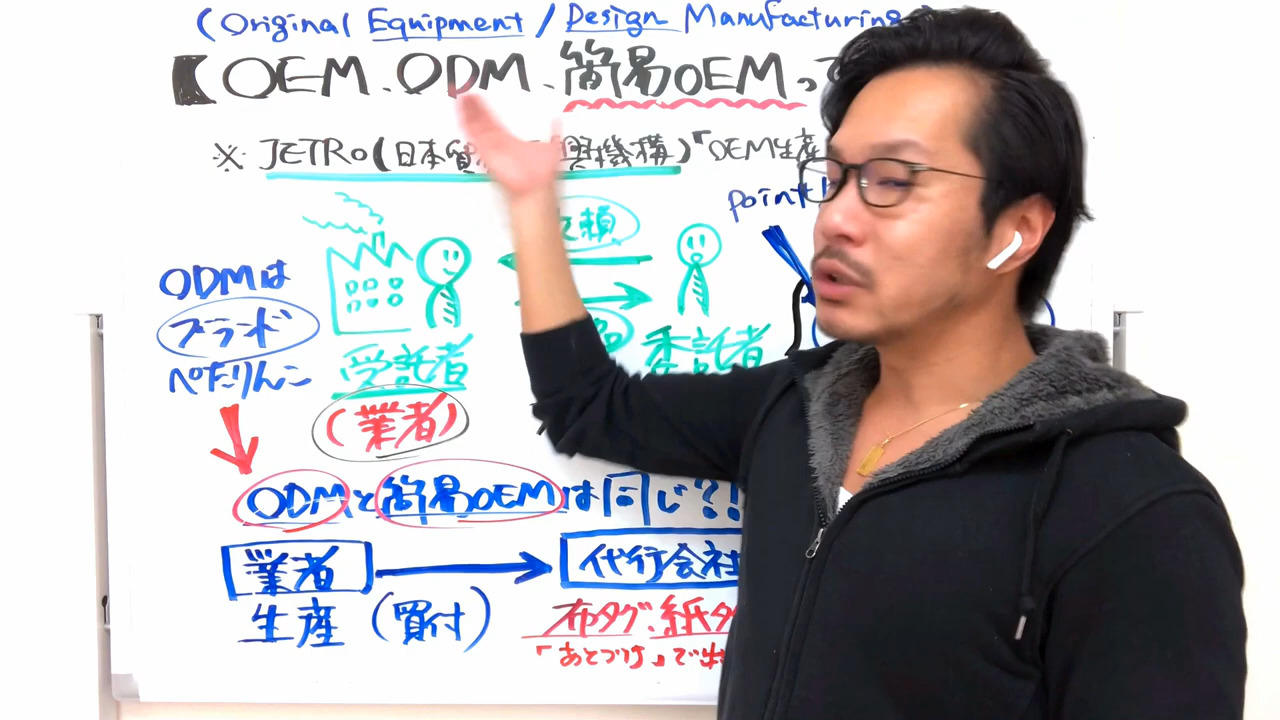 (Original Equipment / Design Manufacturing
【OEM、ODM、簡易OEMっ
※ JETRO(日本貿 興機構)「OEM生産
point
ODMは
ブランド
ぺたりんこ
頼
受託者
委託者
(業者)
ODMと簡易OEMは同じ?!
業者
代行会社
生産 (買付)
布タグ、紙タグ
「あとづけ」で出